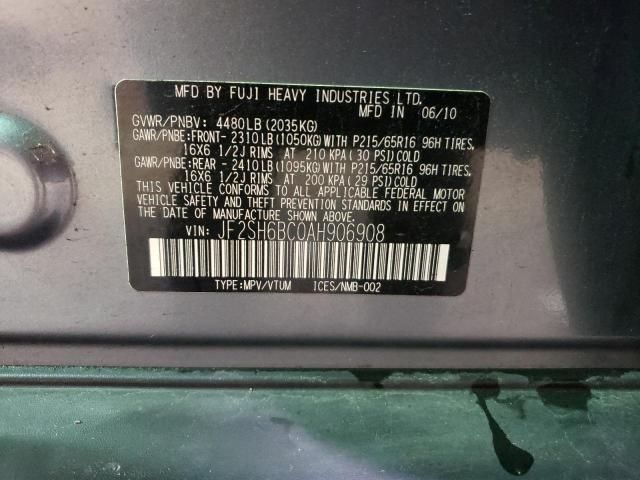 MFD BY FUJI HEAVY INDUSTRIES LTD.
MFD IN 06/10
GVWR/PNBV: 4480LB (2035KG)
GAWR/PNBE:FRONT- 2310LB (1050KG) WITH P215/65R16 96H TIRES,
16X6 1/2J RIMS AT 210 KPA (30 PSI) COLD
GAWR/PNBE:REAR - 2410LB (1095KG) WITH P215/65R16 96H TIRES,
16X6 1/2J RIMS AT 200 KPA (29 PSI) COLD
THIS VEHICLE CONFORMS TO ALL APPLICABLE FEDERAL MOTOR
VEHICLE SAFETY AND THEFT PREVENTION STANDARDS IN EFFECT ON
THE DATE OF MANUFACTURE SHOWN ABOVE.
VIN: JF2SH6BC0AH906908
TYPE:MPV/VTUM ICES/NMB-002